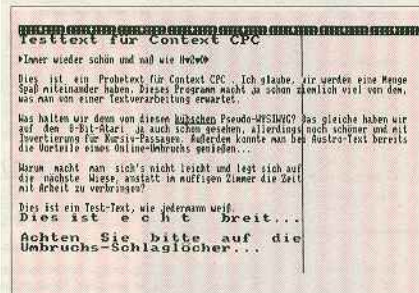 Testtext für Context CPC
Immer wieder schön und naß wie H▾2▾O
Dies ist ein Probetext für Context CPC . Ich glaube, wir werden eine Menge
Spaß miteinander haben. Dieses Programm macht ja schon ziemlich viel von dem,
was man von einer Textverarbeitung erwartet.
Was halten wir denn von diesem hübschen Pseudo-WYSIWYG? Das gleiche haben wir
auf dem 8-Bit-Atari ja auch schon gesehen, allerdings noch schöner und mit
Invertierung für Kursiv-Passagen. Außerdem konnte man bei Austro-Text bereits
die Vorteile eines Online-Umbruchs genießen...
Warum macht man sich's nicht leicht und legt sich auf
die nächste Wiese, anstatt im muffigen Zimmer die Zeit
mit Arbeit zu verbringen?
Dies ist ein Test-Text, wie jedermann weiß.
Dies ist e c h t breit...
Achten Sie bitte auf die
Umbruchs-Schlaglöcher...